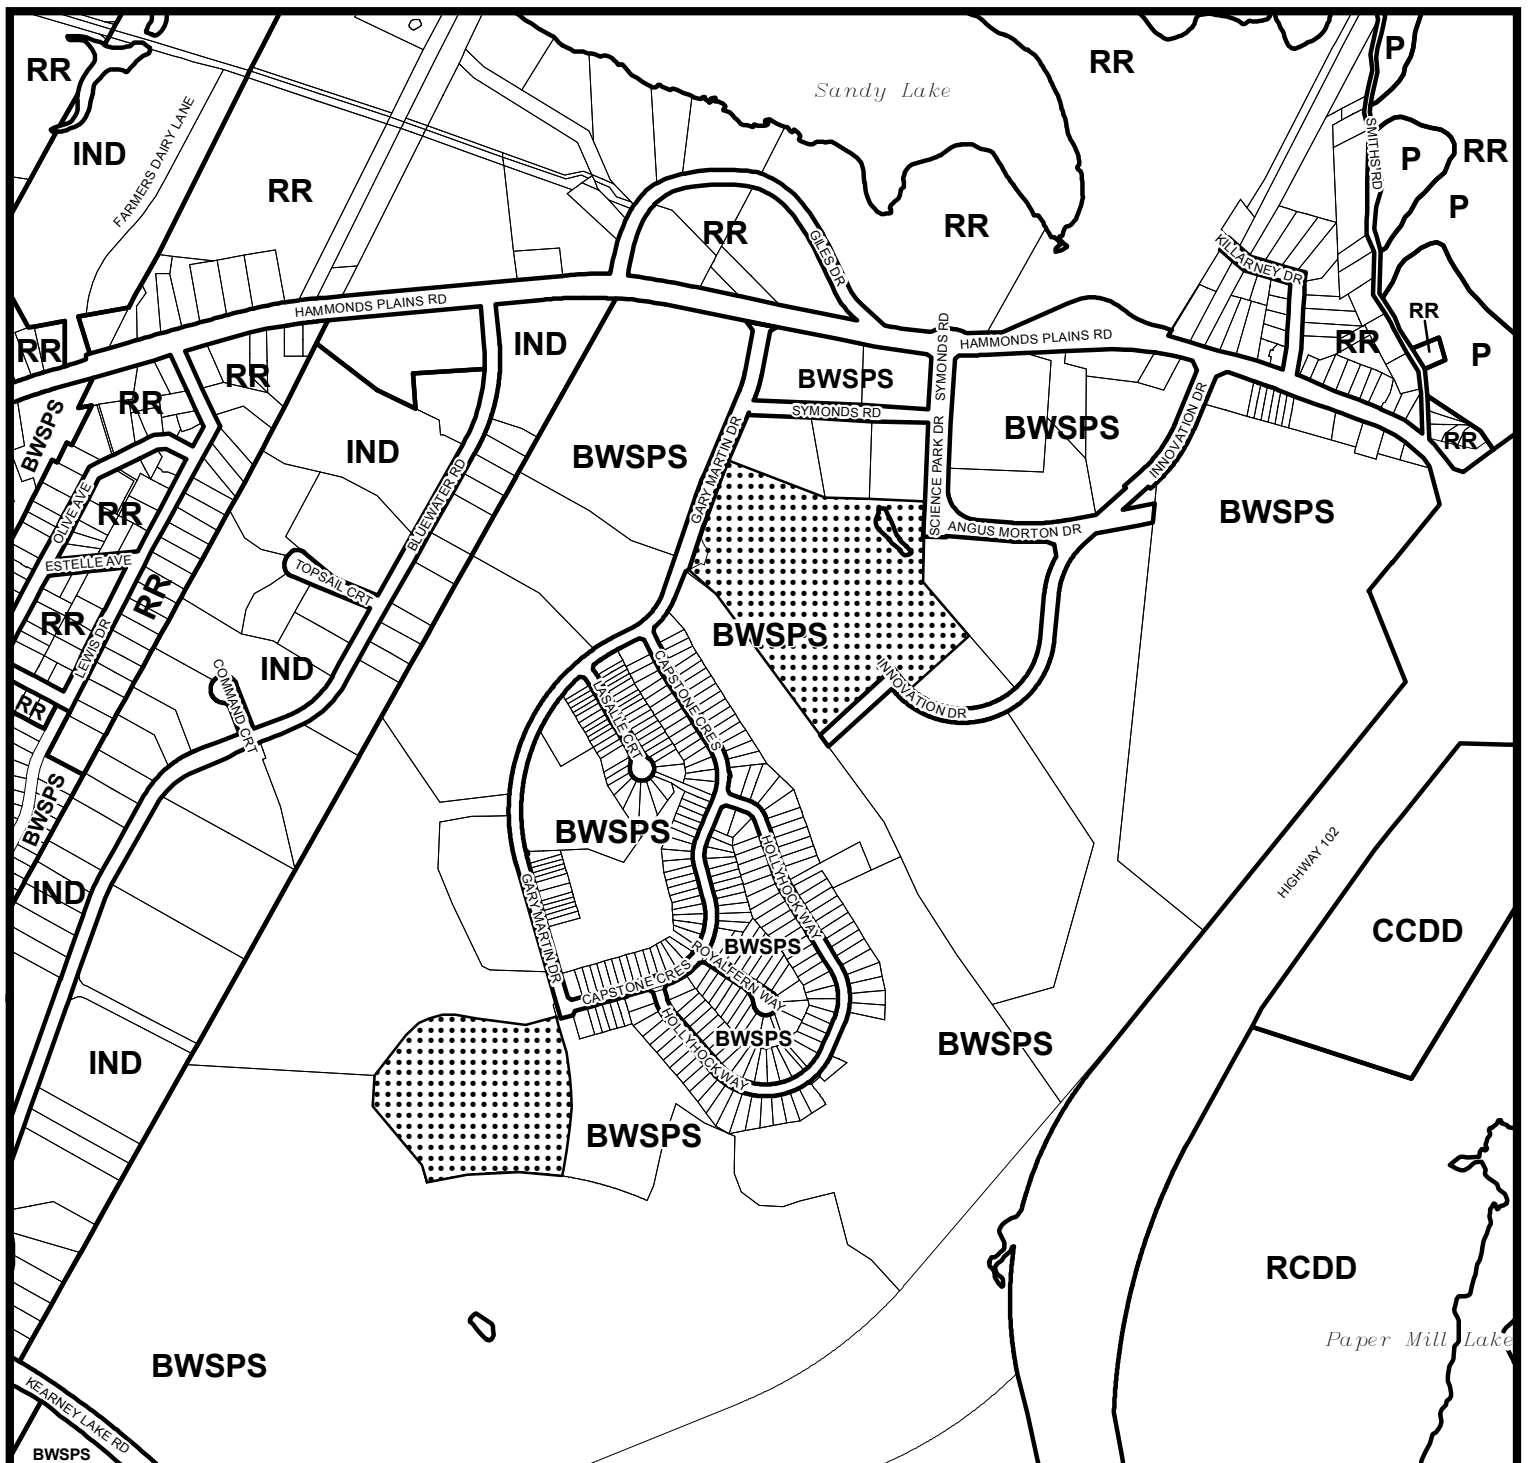 RR
P
RR
Sandy Lake
FARMERS DAIRY LANE
IND
SMITHS RD
P
RR
RR
P
RR
RR
GILES DR
KILLARNEY DR
HAMMONDS PLAINS RD
SYMONDS RD
HAMMONDS PLAINS RD
RR
RR
IND
RR
P
RR
BWSPS
RR
BWSPS
SYMONDS RD
INNOVATION DR
BWSPS
RR
BWSPS
IND
BWSPS
GARY MARTIN DR
SCIENCE PARK DR
BLUEWATER RD
OLIVE AVE
RR
BWSPS
ANGUS MORTON DR
ESTELLE AVE
TOPSAIL CRT
RR
RR
LEWIS DR
BWSPS
IND
COMMAND CRT
CAPSTONE CRES
LASALLE CRT
INNOVATION DR
RR
BWSPS
BWSPS
HOLLYHOCK WAY
HIGHWAY 102
IND
GARY MARTIN DR
CCDD
BWSPS
ROYALFERN WAY
CAPSTONE CRES
HOLLYHOCK WAY
BWSPS
BWSPS
IND
BWSPS
RCDD
Paper Mill Lake
BWSPS
KEARNEY LAKE RD
BWSPS